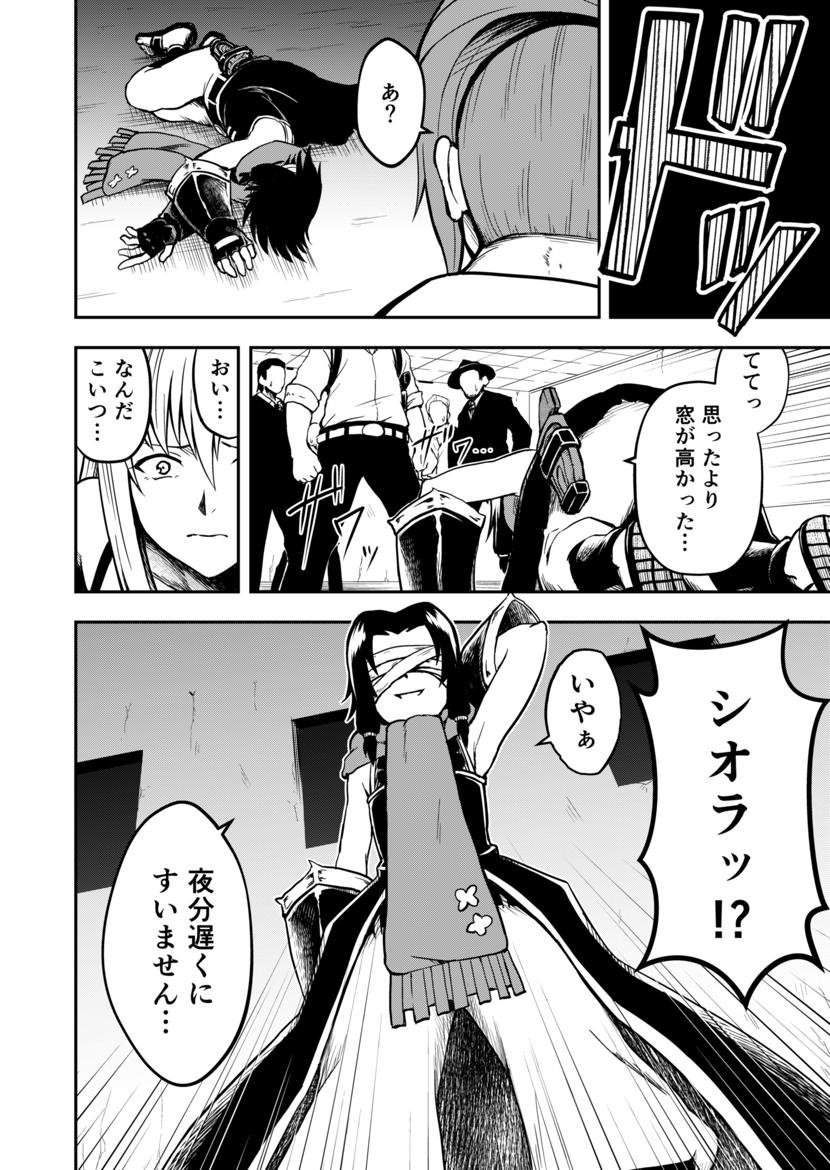 ドッ
あ?
ててっ
思ったより
窓が高かった…
ザワ…
ザワ
おい…
なんだ
こいつ…
シオラッ!?
いやぁ
夜分遅くに
すいません…